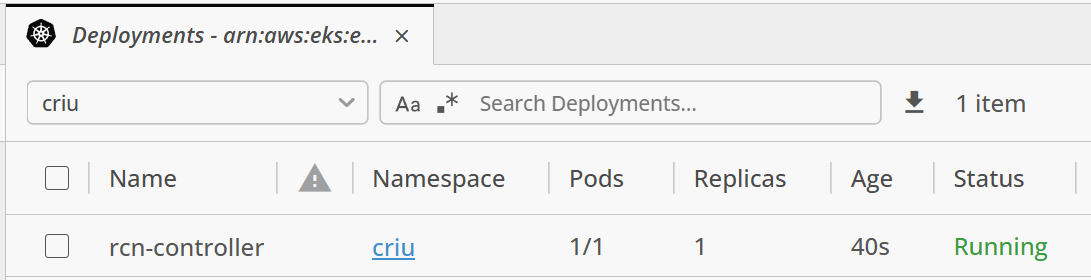 Deployments - arn:aws:eks:e...
criu
Aa .* Search Deployments...
1 item
Name Namespace Pods Replicas Age Status
rcn-controller criu 1/1 1 40s Running